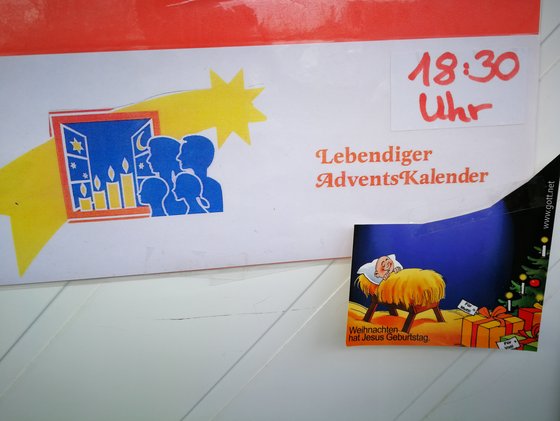 18:30
Uhr
Lebendiger
AdventsKalender
www.gott.net
Weihnachten
hat Jesus Geburtstag.